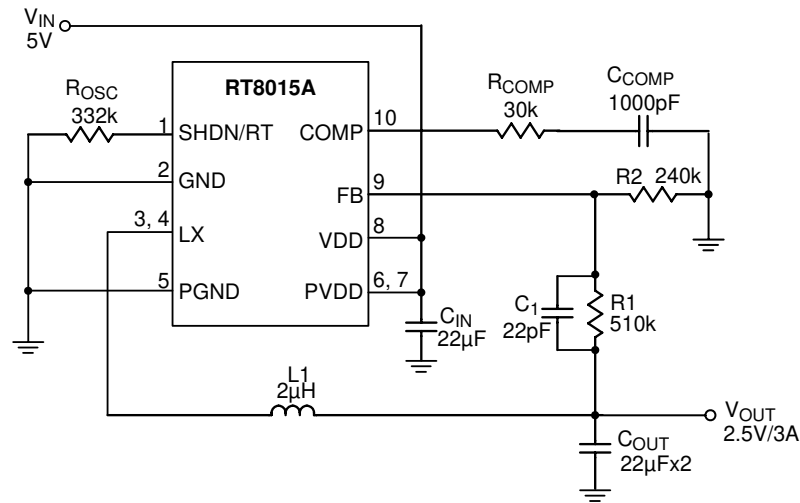 VIN
5V
RT8015A
ROSC
332k
1
SHDN/RT
COMP
10
RCOMP
30k
CCOMP
1000pF
2
GND
FB
9
R2 240k
3, 4
LX
VDD
8
5
PGND
PVDD
6, 7
CIN
22µF
C1
22pF
R1
510k
L1
2µH
VOUT
2.5V/3A
COUT
22µFx2